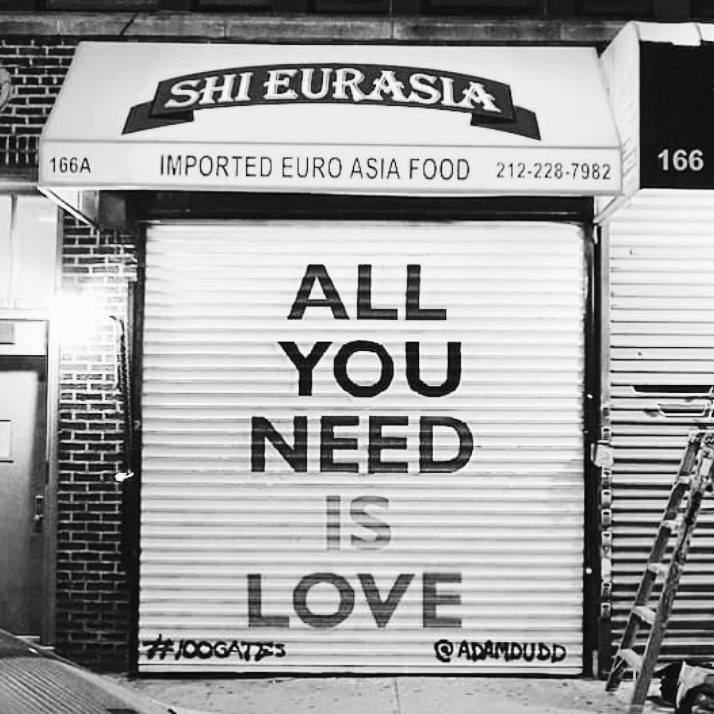 SHI EURASIA
166A IMPORTED EURO ASIA FOOD 212-228-7982
166
ALL
YOU
NEED
IS
LOVE
#100GATES @ADAMDUDD